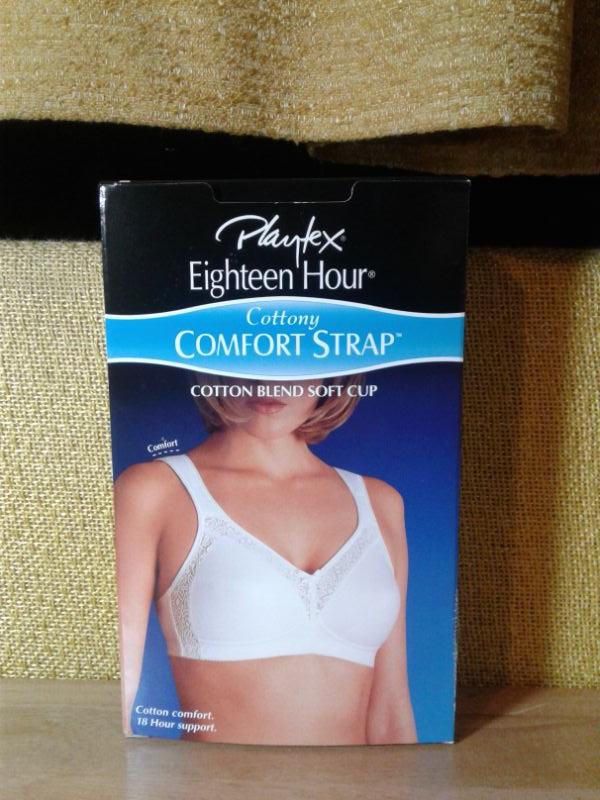 Playtex®
Eighteen Hour®
Cottony
COMFORT STRAP™
COTTON BLEND SOFT CUP
Comfort
Cotton comfort.
18 Hour support.